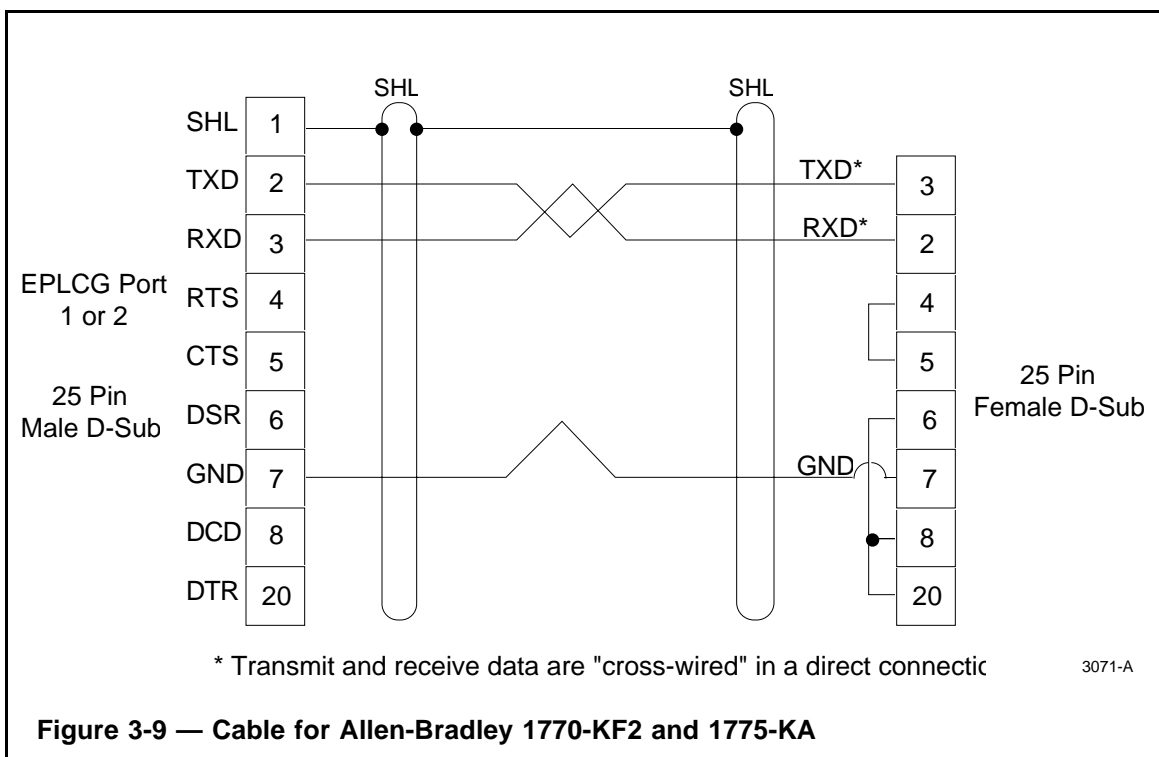 SHL SHL
SHL 1
TXD 2 TXD* 3
RXD 3 RXD* 2
EPLCG Port
1 or 2
RTS 4 4
CTS 5 5
25 Pin
Male D-Sub
25 Pin
Female D-Sub
DSR 6 6
GND 7 GND 7
DCD 8 8
DTR 20 20
* Transmit and receive data are "cross-wired" in a direct connectic
3071-A
Figure 3-9 — Cable for Allen-Bradley 1770-KF2 and 1775-KA